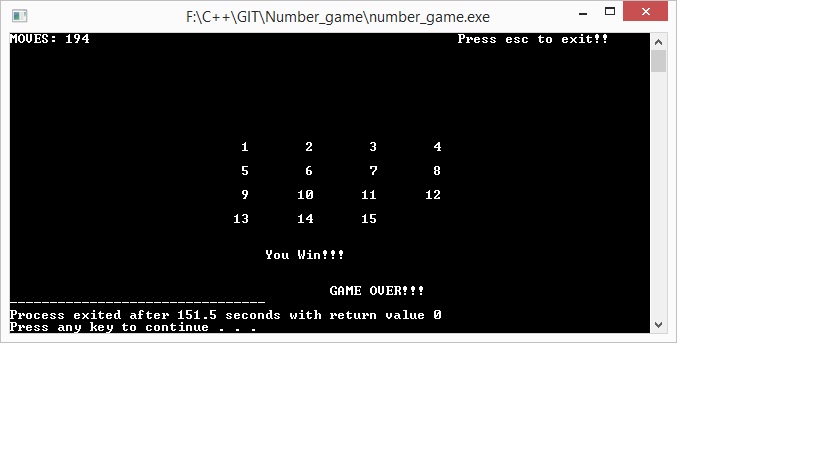 F:\C++\GIT\Number_game\number_game.exe
MOVES: 194 Press esc to exit!!
1 2 3 4
5 6 7 8
9 10 11 12
13 14 15
You Win!!!
GAME OVER!!!
--------------------------------
Process exited after 151.5 seconds with return value 0
Press any key to continue . . .